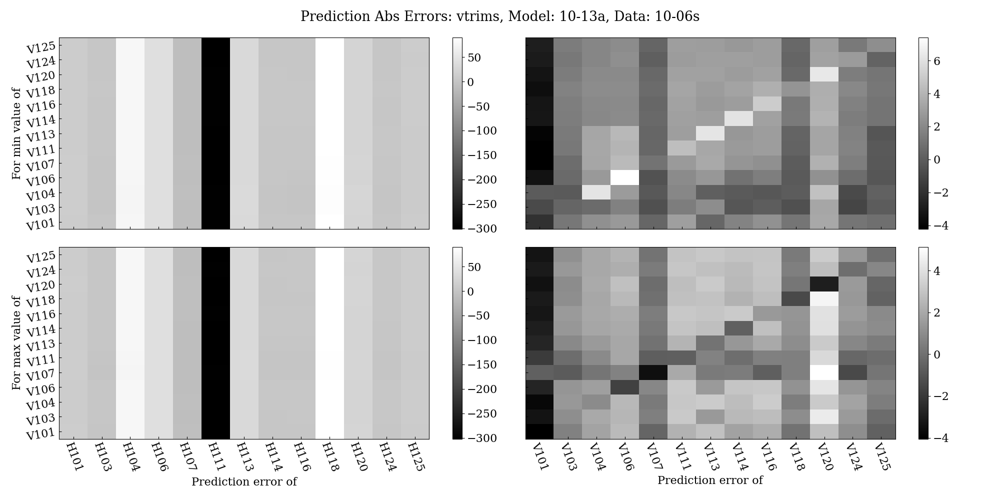 Prediction Abs Errors: vtrims, Model: 10-13a, Data: 10-06s
For min value of
V125
V124
V120
V118
V116
V114
V113
V111
V107
V106
V104
V103
V101
50
0
−50
−100
−150
−200
−250
−300
6
4
2
0
−2
−4
For max value of
V125
V124
V120
V118
V116
V114
V113
V111
V107
V106
V104
V103
V101
50
0
−50
−100
−150
−200
−250
−300
4
2
0
−2
−4
H101 H103 H104 H106 H107 H111 H113 H114 H116 H118 H120 H124 H125
Prediction error of
V101 V103 V104 V106 V107 V111 V113 V114 V116 V118 V120 V124 V125
Prediction error of